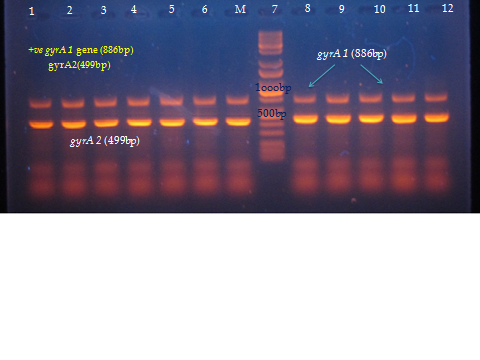 1 2 3 4 5 6 M 7 8 9 10 11 12
+ve gyrA 1 gene (886bp)
gyrA2(499bp)
gyrA 1 (886bp)
1ooobp
500bp
gyrA 2 (499bp)